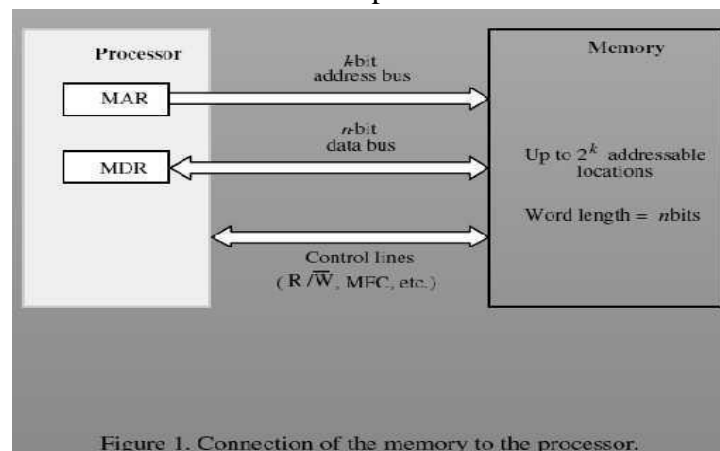 Processor
MAR
MDR
k-bit
address bus
n-bit
data bus
Control lines
( R / W̅, MFC, etc.)
Memory
Up to 2^k addressable
locations
Word length = n bits
Figure 1. Connection of the memory to the processor.